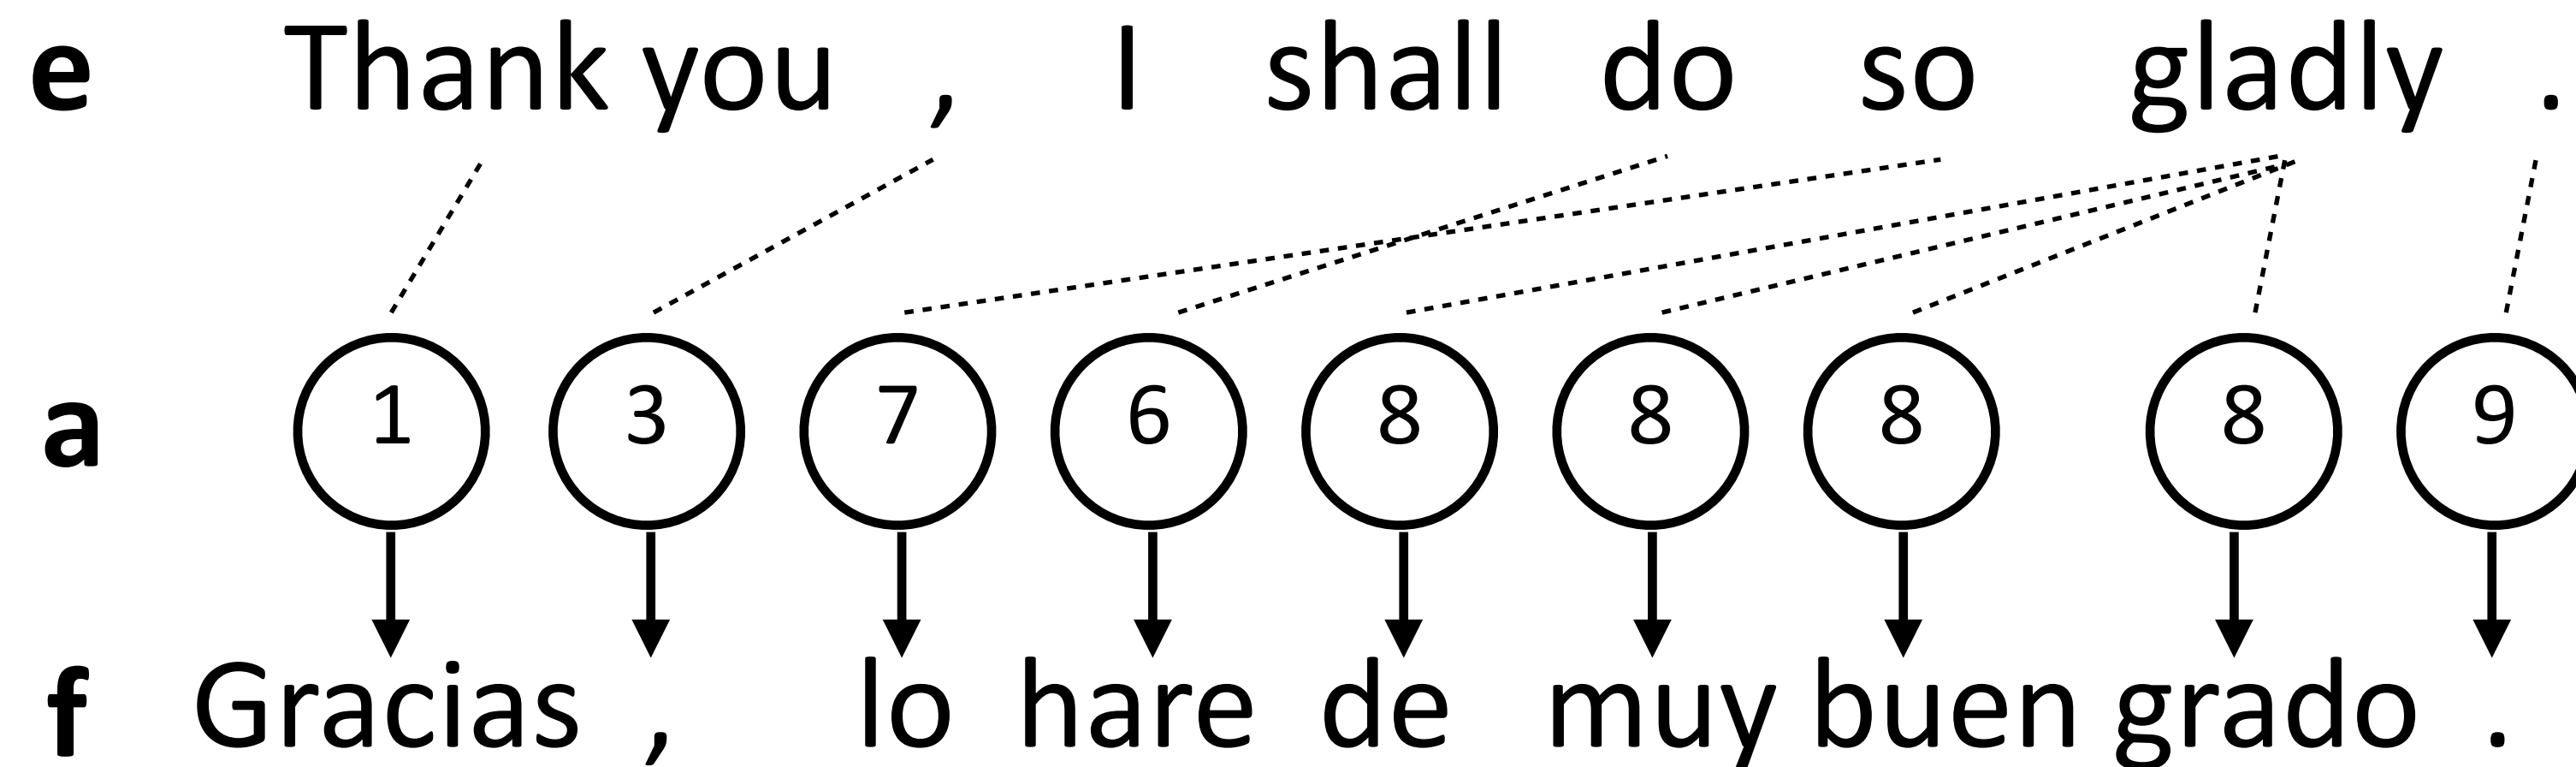 e Thank you , I shall do so gladly .
a 1 3 7 6 8 8 8 8 9
f Gracias , lo hare de muy buen grado .